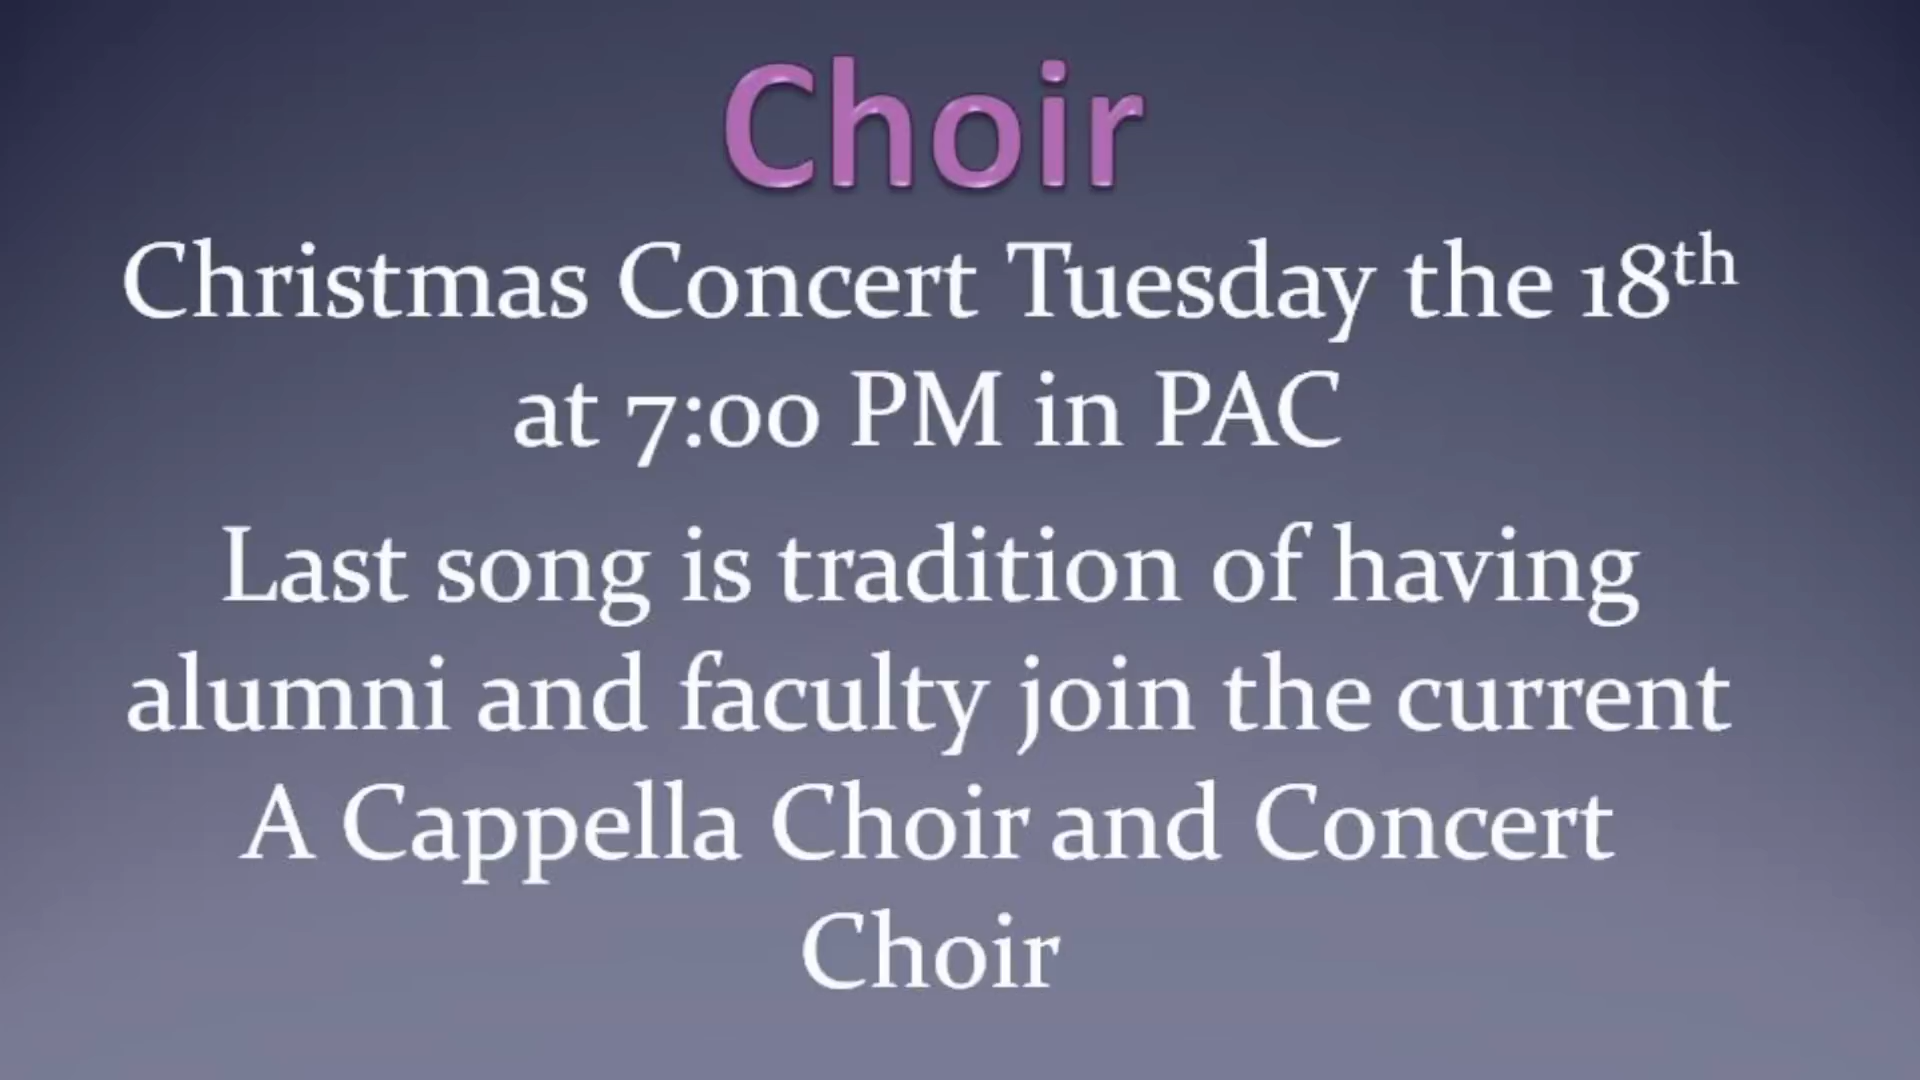 Choir
Christmas Concert Tuesday the 18th
at 7:00 PM in PAC
Last song is tradition of having
alumni and faculty join the current
A Cappella Choir and Concert
Choir